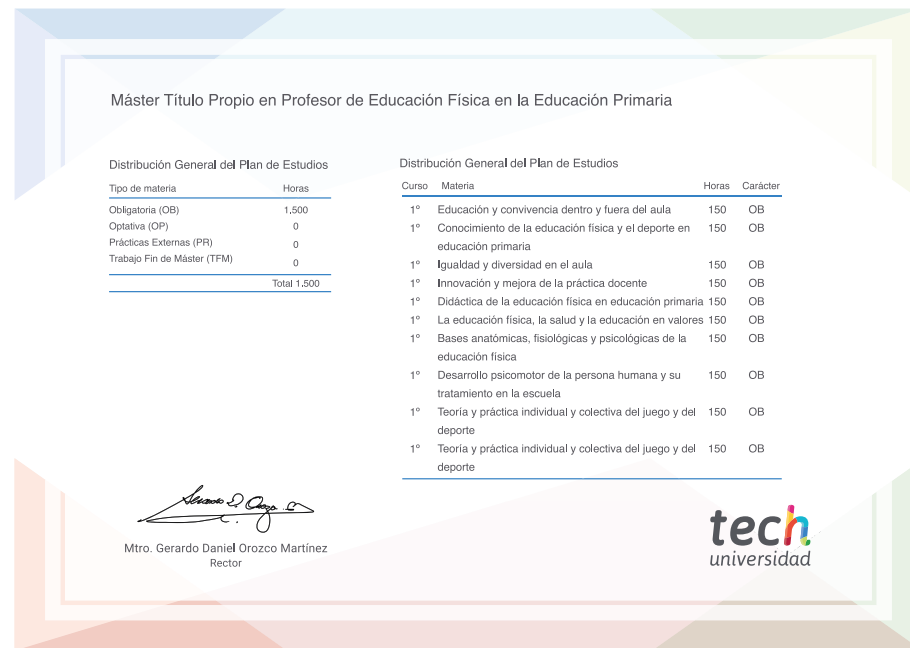 Máster Título Propio en Profesor de Educación Física en la Educación Primaria
Distribución General del Plan de Estudios
Tipo de materia Horas
Obligatoria (OB) 1.500
Optativa (OP) 0
Prácticas Externas (PR) 0
Trabajo Fin de Máster (TFM) 0
Total 1.500
Distribución General del Plan de Estudios
Curso Materia Horas Carácter
1º Educación y convivencia dentro y fuera del aula 150 OB
1º Conocimiento de la educación física y el deporte en 150 OB
educación primaria
1º Igualdad y diversidad en el aula 150 OB
1º Innovación y mejora de la práctica docente 150 OB
1º Didáctica de la educación física en educación primaria 150 OB
1º La educación física, la salud y la educación en valores 150 OB
1º Bases anatómicas, fisiológicas y psicológicas de la 150 OB
educación física
1º Desarrollo psicomotor de la persona humana y su 150 OB
tratamiento en la escuela
1º Teoría y práctica individual y colectiva del juego y del 150 OB
deporte
1º Teoría y práctica individual y colectiva del juego y del 150 OB
deporte
Mtro. Gerardo Daniel Orozco Martínez
Rector
tech
universidad